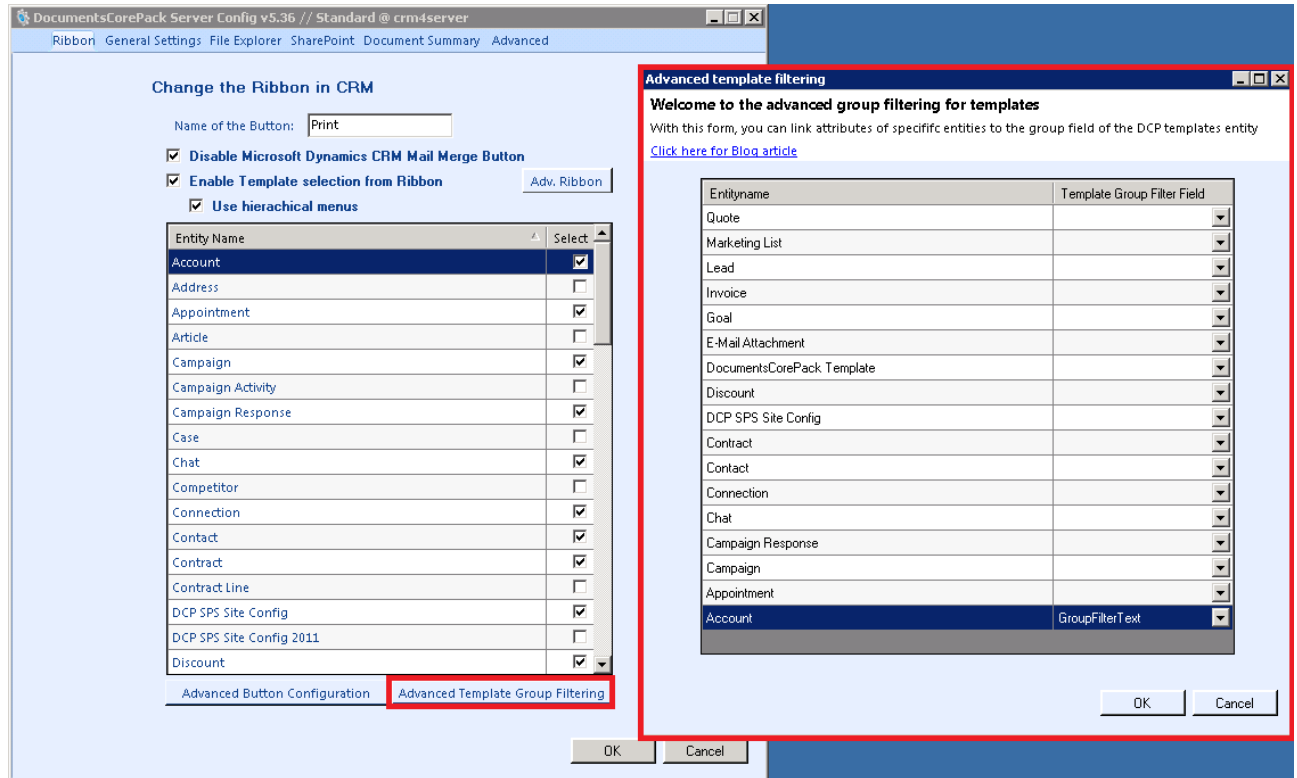 DocumentsCorePack Server Config v5.36 // Standard @ crm4server
Ribbon General Settings File Explorer SharePoint Document Summary Advanced
Change the Ribbon in CRM
Name of the Button: Print
Disable Microsoft Dynamics CRM Mail Merge Button
Enable Template selection from Ribbon Adv. Ribbon
Use hierachical menus
Entity Name Select
Account
Address
Appointment
Article
Campaign
Campaign Activity
Campaign Response
Case
Chat
Competitor
Connection
Contact
Contract
Contract Line
DCP SPS Site Config
DCP SPS Site Config 2011
Discount
Advanced Button Configuration Advanced Template Group Filtering
OK Cancel
Advanced template filtering
Welcome to the advanced group filtering for templates
With this form, you can link attributes of specififc entities to the group field of the DCP templates entity
Click here for Blog article
Entityname Template Group Filter Field
Quote
Marketing List
Lead
Invoice
Goal
E-Mail Attachment
DocumentsCorePack Template
Discount
DCP SPS Site Config
Contract
Contact
Connection
Chat
Campaign Response
Campaign
Appointment
Account GroupFilterText
OK Cancel